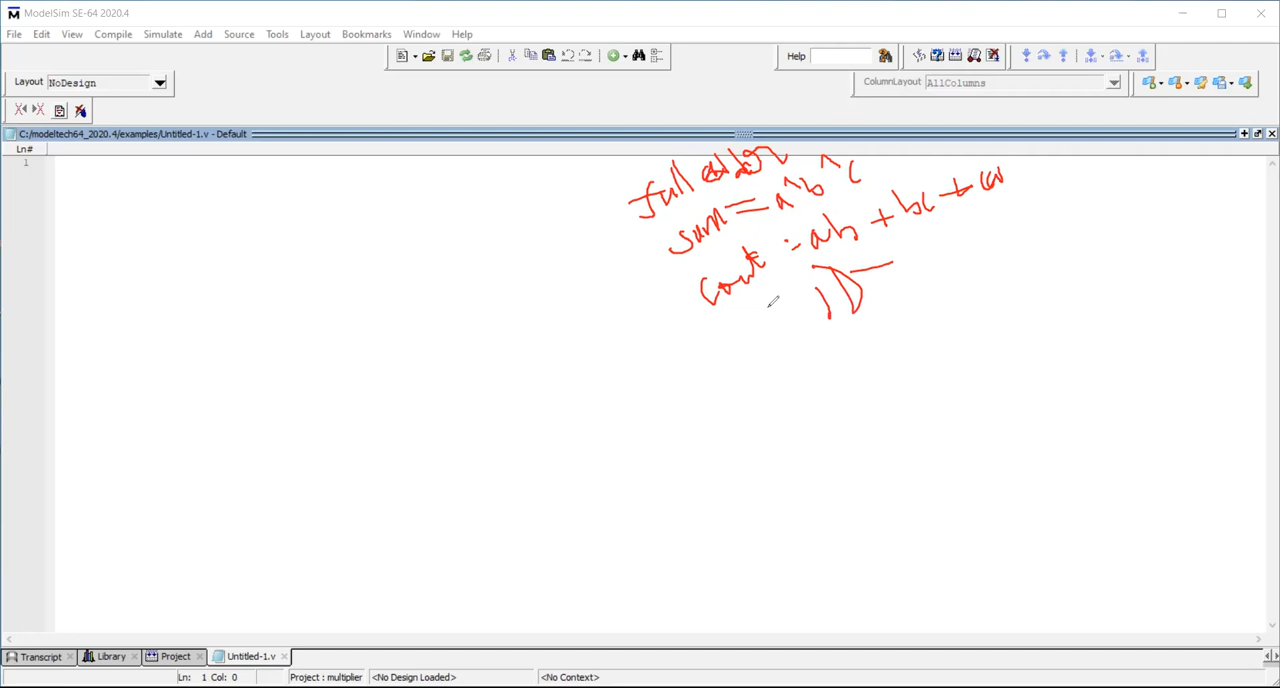 ModelSim SE-64 2020.4
File Edit View Compile Simulate Add Source Tools Layout Bookmarks Window Help
Help
Layout NoDesign
ColumnLayout AllColumns
C:/modeltech64_2020.4/examples/Untitled-1.v - Default
Ln#
1
full adder
sum = a^b^c
cout = ab + bc + ca
Transcript Library Project Untitled-1.v
Ln: 1 Col: 0 Project : multiplier <No Design Loaded> <No Context>